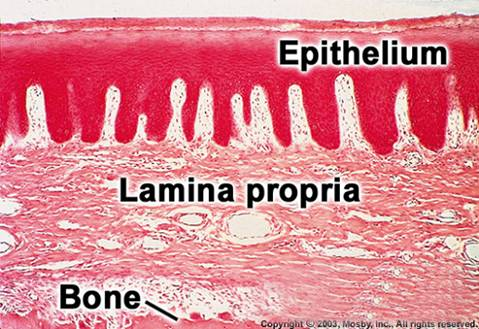 Epithelium
Lamina propria
Bone
Copyright © 2003, Mosby, Inc., All rights reserved.